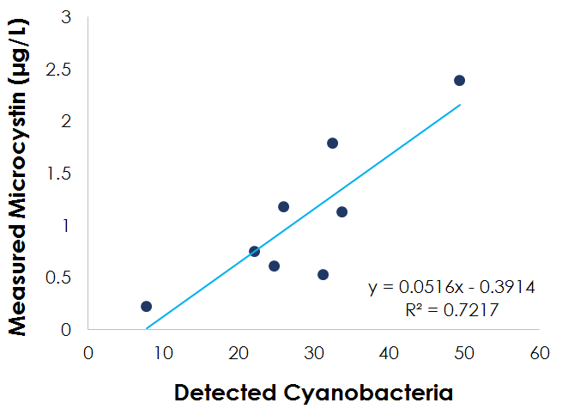 Measured Microcystin (µg/L)
3
2.5
2
1.5
1
0.5
0
y = 0.0516x - 0.3914
R² = 0.7217
0 10 20 30 40 50 60
Detected Cyanobacteria